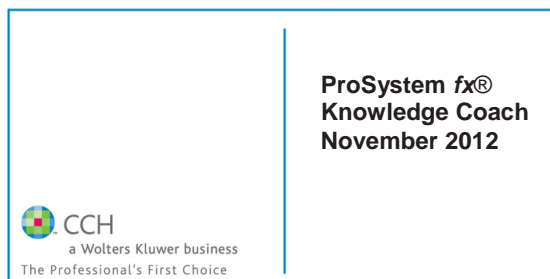 ProSystem fx®
Knowledge Coach
November 2012
CCH
a Wolters Kluwer business
The Professional's First Choice